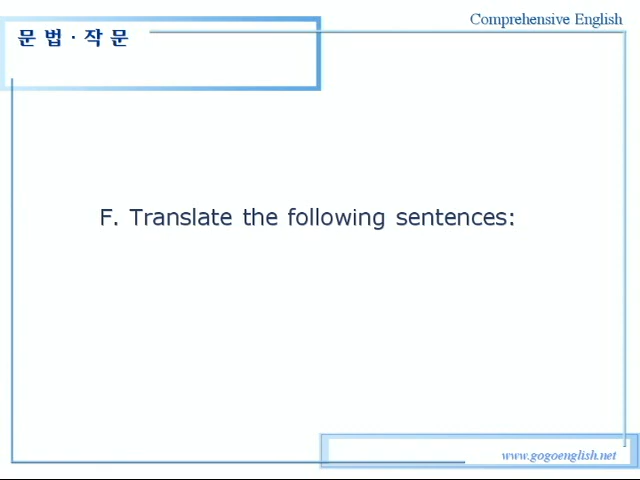 Comprehensive English
문 법 · 작 문
F. Translate the following sentences:
www.gogoenglish.net